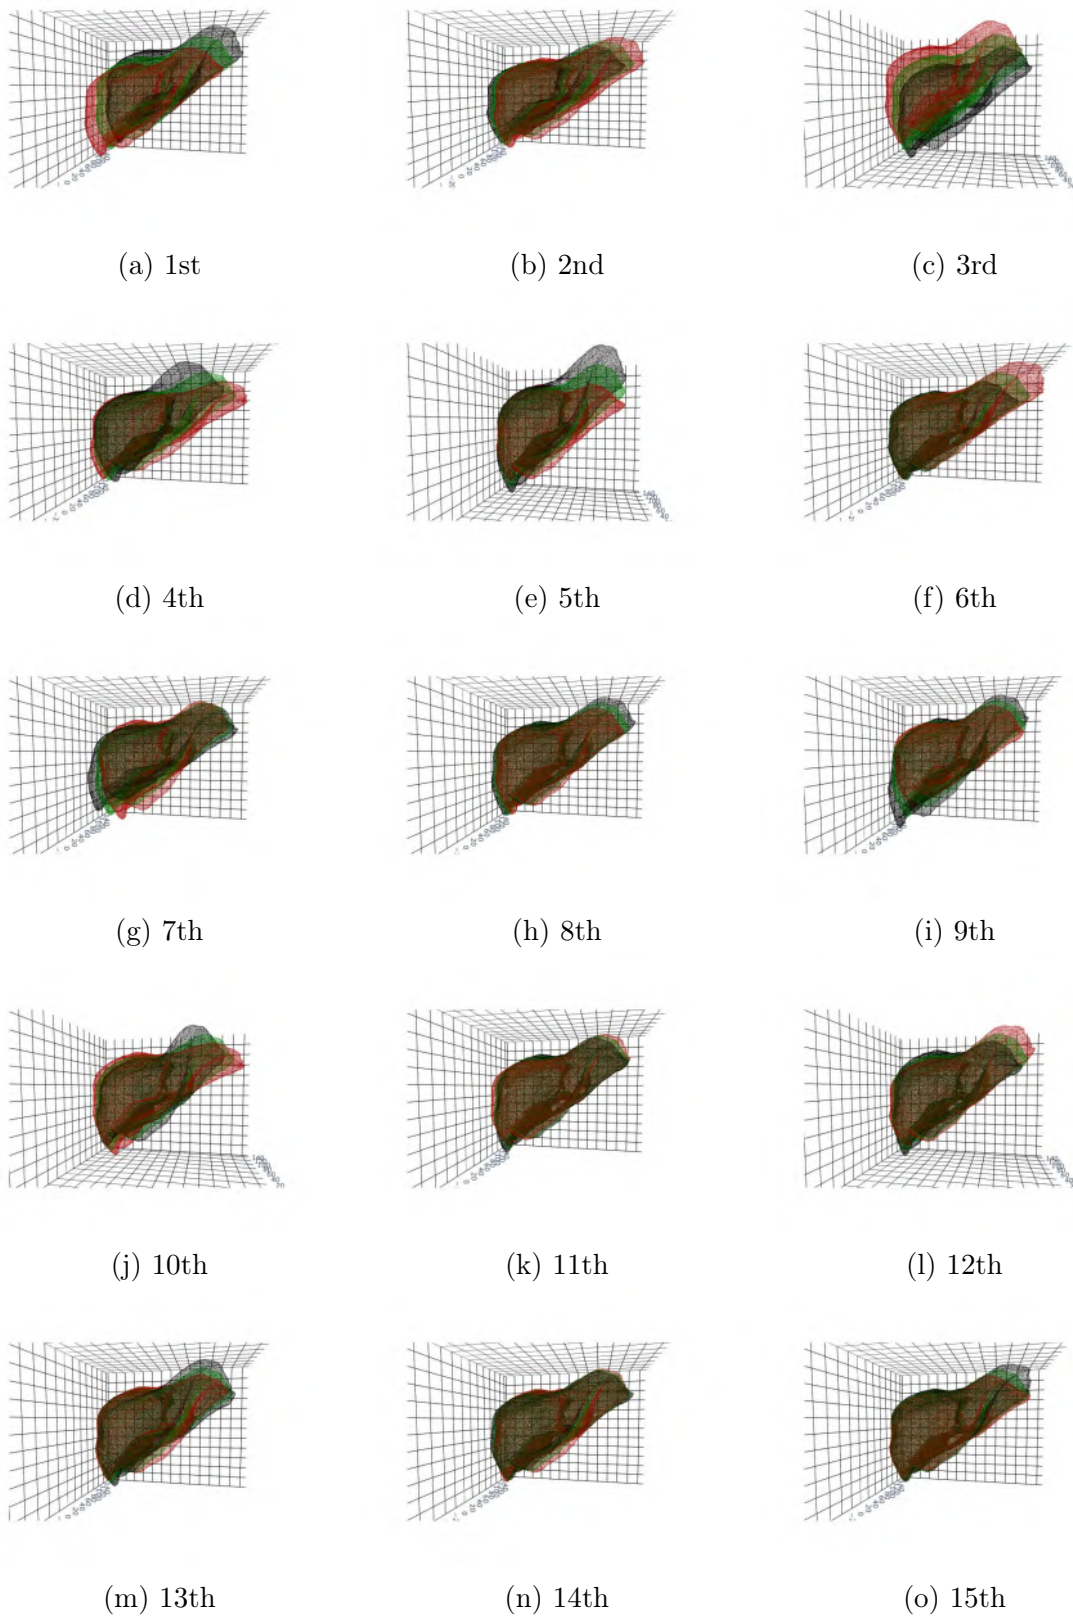 (a) 1st (b) 2nd (c) 3rd
(d) 4th (e) 5th (f) 6th
(g) 7th (h) 8th (i) 9th
(j) 10th (k) 11th (l) 12th
(m) 13th (n) 14th (o) 15th